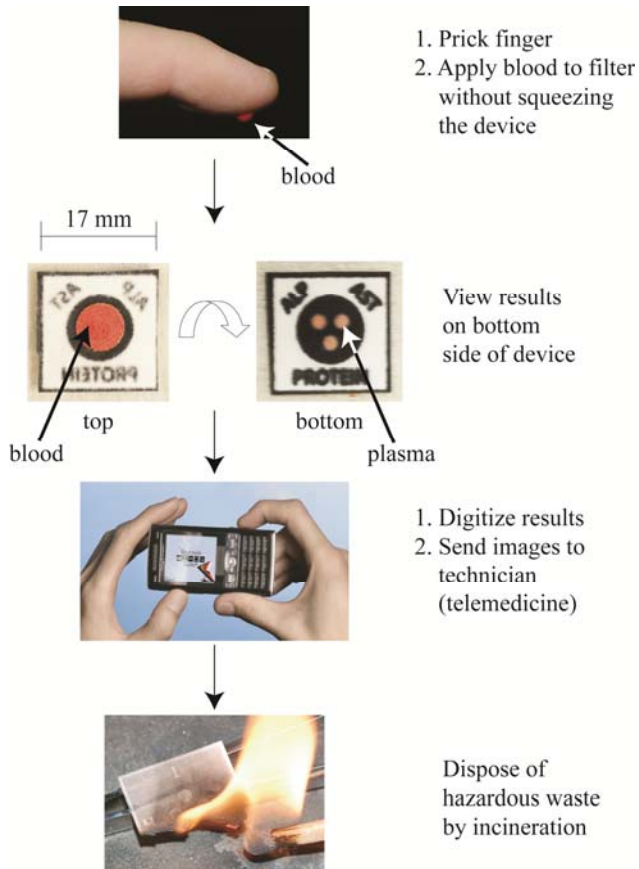 1. Prick finger
2. Apply blood to filter
without squeezing
the device
blood
17 mm
AST
ALP
PROTEIN
ALP
AST
PROTEIN
View results
on bottom
side of device
top
bottom
blood
plasma
1. Digitize results
2. Send images to
technician
(telemedicine)
Dispose of
hazardous waste
by incineration